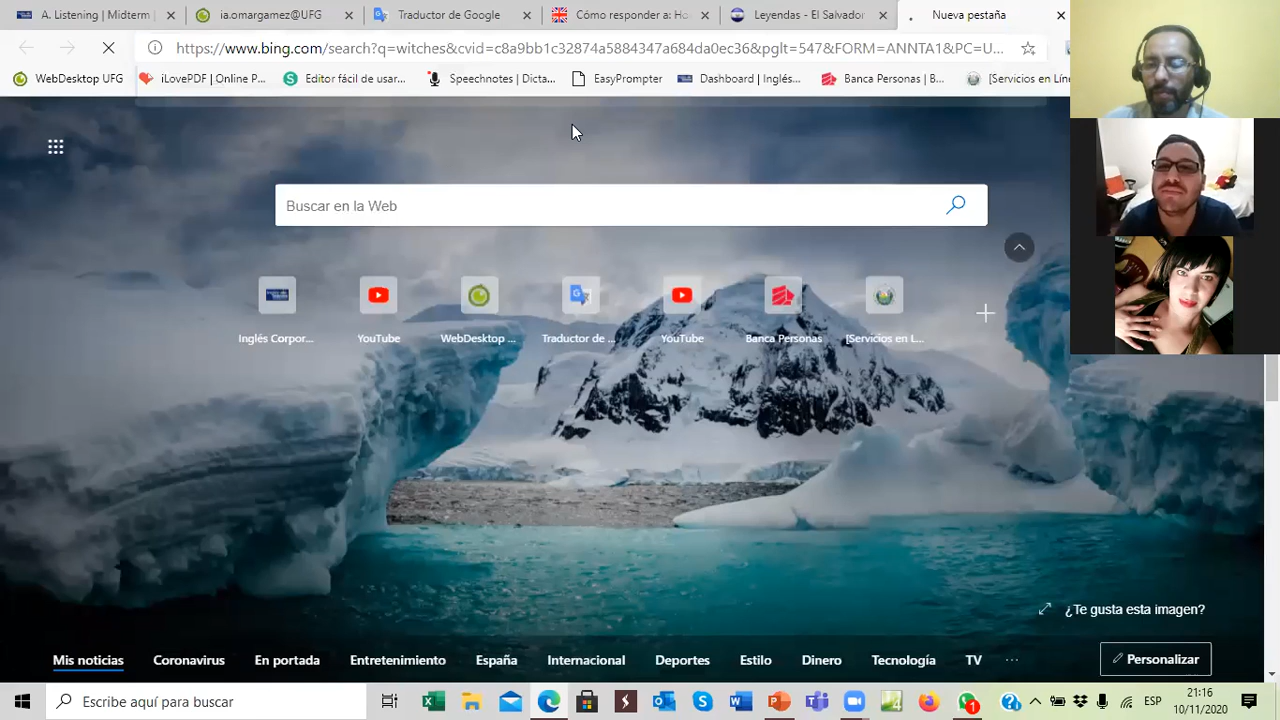 A. Listening | Midterm |
ia.omargamez@UFG
Traductor de Google
Cómo responder a: Ho
Leyendas - El Salvador
Nueva pestaña
https://www.bing.com/search?q=witches&cvid=c8a9bb1c32874a5884347a684da0ec36&pglt=547&FORM=ANNTA1&PC=U...
WebDesktop UFG
iLovePDF | Online P...
Editor fácil de usar...
Speechnotes | Dicta...
EasyPrompter
Dashboard | Inglés...
Banca Personas | B...
[Servicios en Lín
Buscar en la Web
Inglés Corpor...
YouTube
WebDesktop ...
Traductor de ...
YouTube
Banca Personas
[Servicios en L...
¿Te gusta esta imagen?
Mis noticias
Coronavirus
En portada
Entretenimiento
España
Internacional
Deportes
Estilo
Dinero
Tecnología
TV
...
Personalizar
Escribe aquí para buscar
1
ESP
21:16
10/11/2020